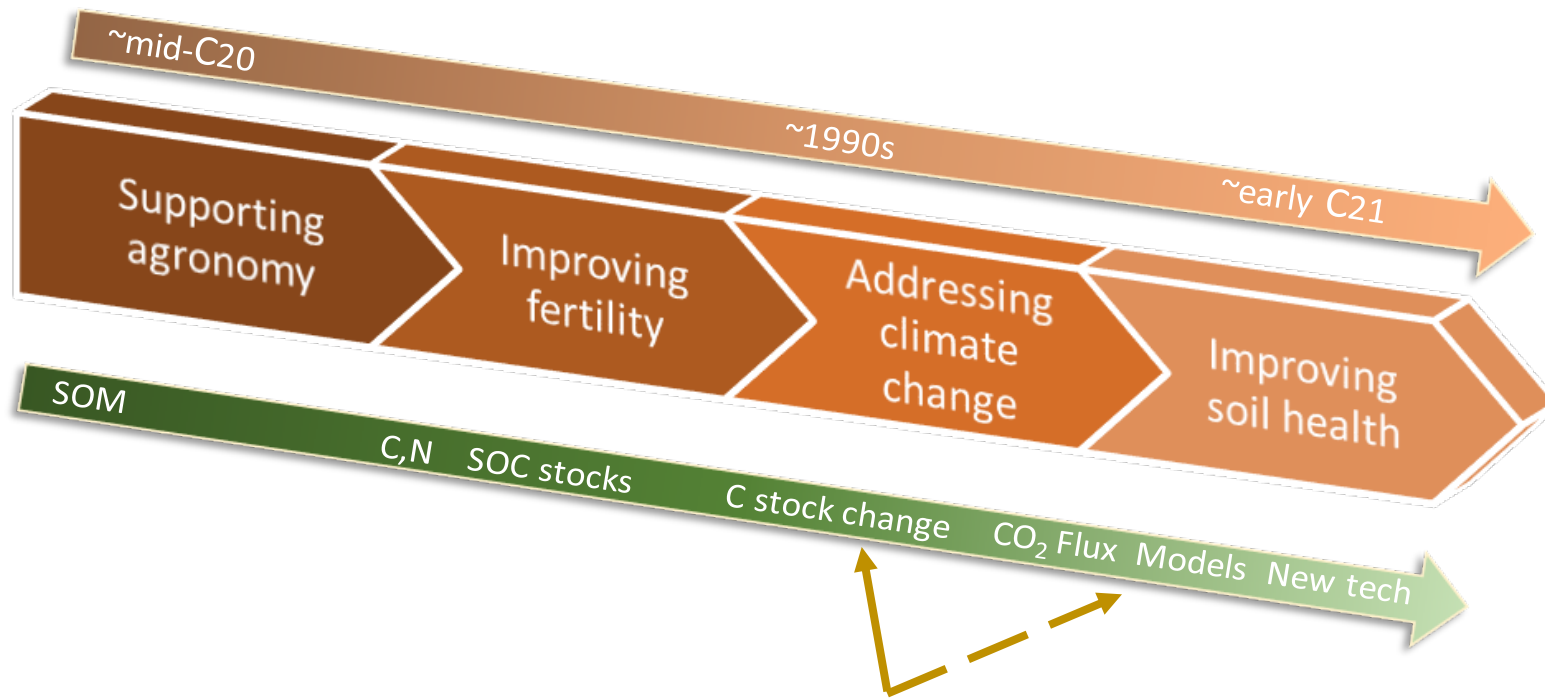 ~mid-C20
~1990s
~early C21
Supporting
agronomy
Improving
fertility
Addressing
climate
change
Improving
soil health
SOM
C,N
SOC stocks
C stock change
CO₂ Flux
Models
New tech